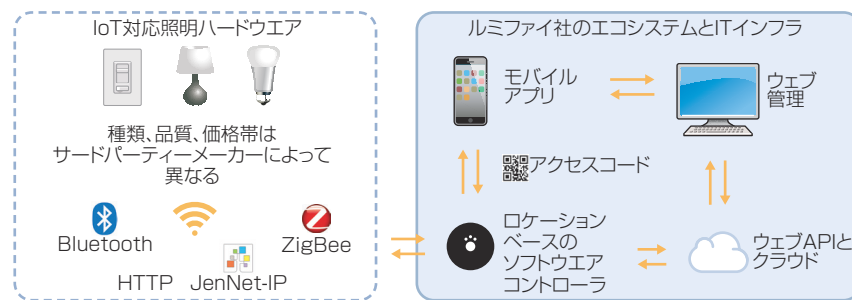 IoT対応照明ハードウエア
種類、品質、価格帯は
サードパーティーメーカーによって
異なる
Bluetooth
ZigBee
HTTP
JenNet-IP
ルミファイ社のエコシステムとITインフラ
モバイル
アプリ
ウェブ
管理
アクセスコード
ロケーション
ベースの
ソフトウエア
コントローラ
ウェブAPIと
クラウド